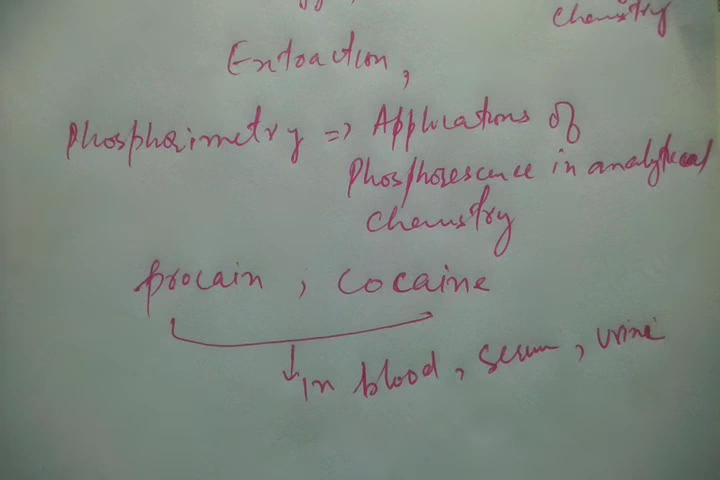 Chemistry
Extraction,
Phosphorimetry => Applications of
Phosphorescence in analytical
Chemistry
procain, cocaine
in blood, serum, urine